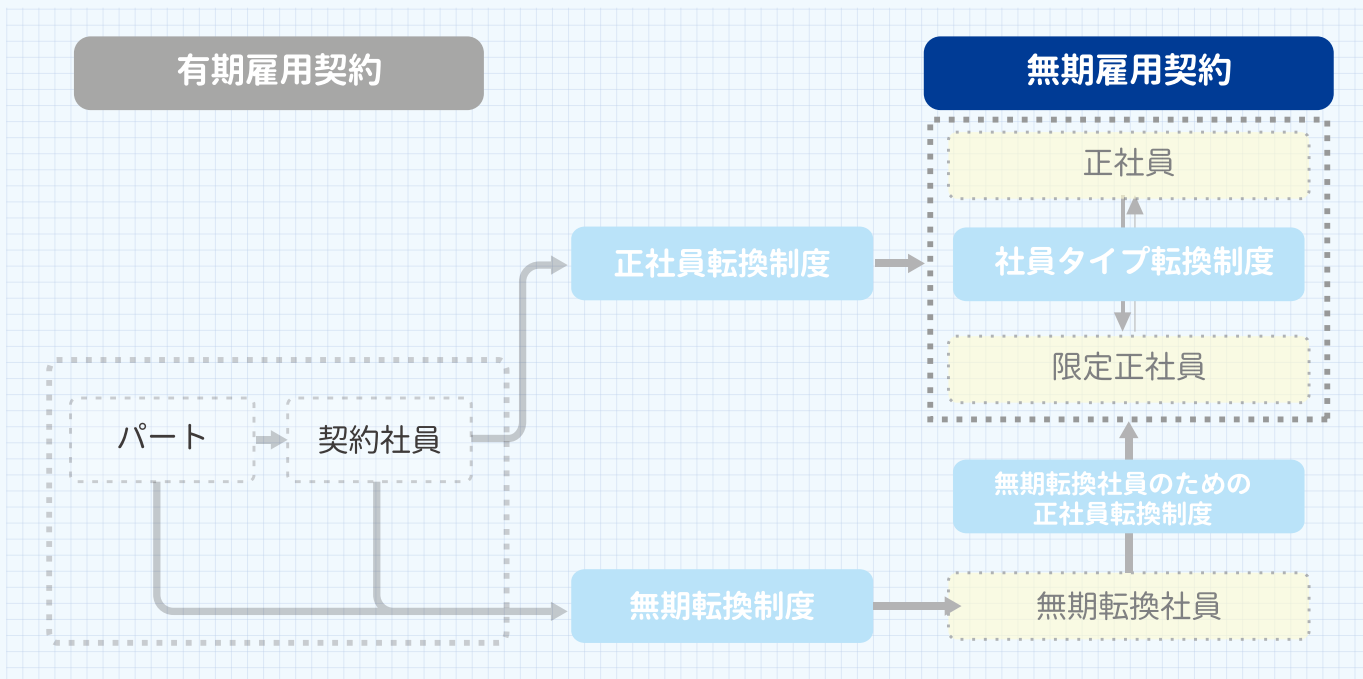 有期雇用契約
無期雇用契約
正社員
正社員転換制度
社員タイプ転換制度
限定正社員
パート
契約社員
無期転換社員のための
正社員転換制度
無期転換制度
無期転換社員